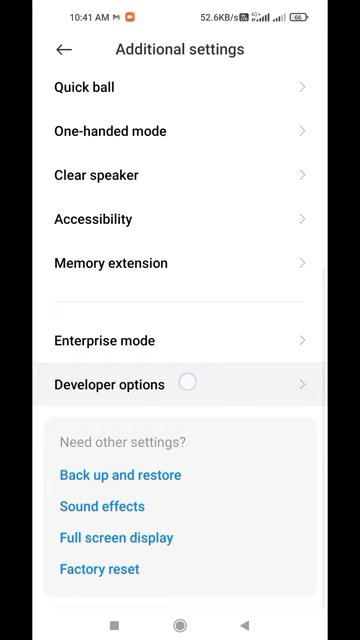 10:41 AM 52.6KB/s 4G+ 66
Additional settings
Quick ball
One-handed mode
Clear speaker
Accessibility
Memory extension
Enterprise mode
Developer options
Need other settings?
Back up and restore
Sound effects
Full screen display
Factory reset